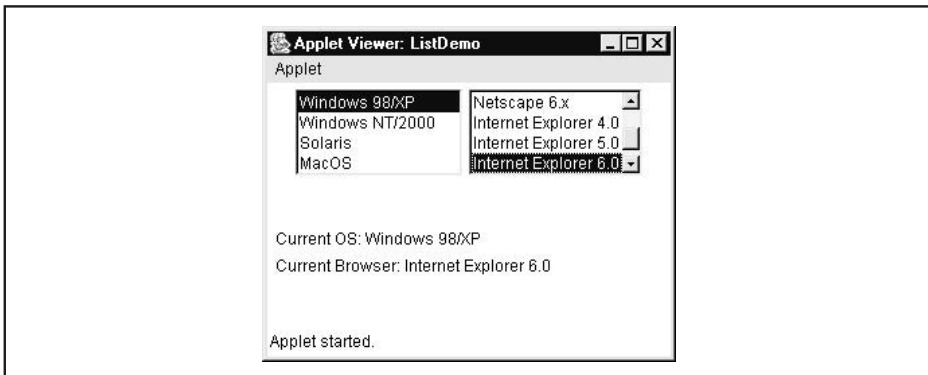 Applet Viewer: ListDemo
Applet
Windows 98/XP
Windows NT/2000
Solaris
MacOS
Netscape 6.x
Internet Explorer 4.0
Internet Explorer 5.0
Internet Explorer 6.0
Current OS: Windows 98/XP
Current Browser: Internet Explorer 6.0
Applet started.